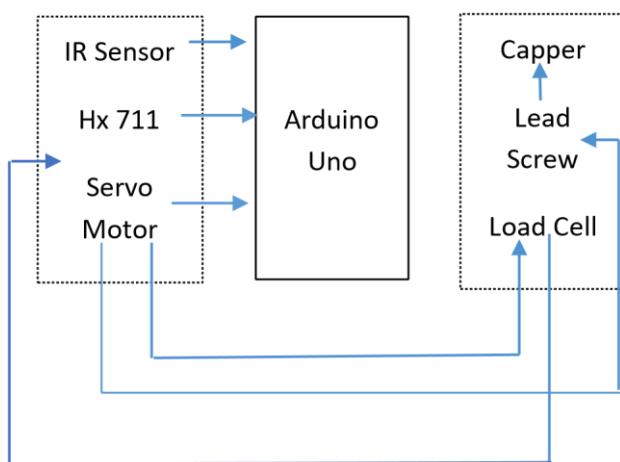 IR Sensor
Hx 711
Servo
Motor
Arduino
Uno
Capper
Lead
Screw
Load Cell